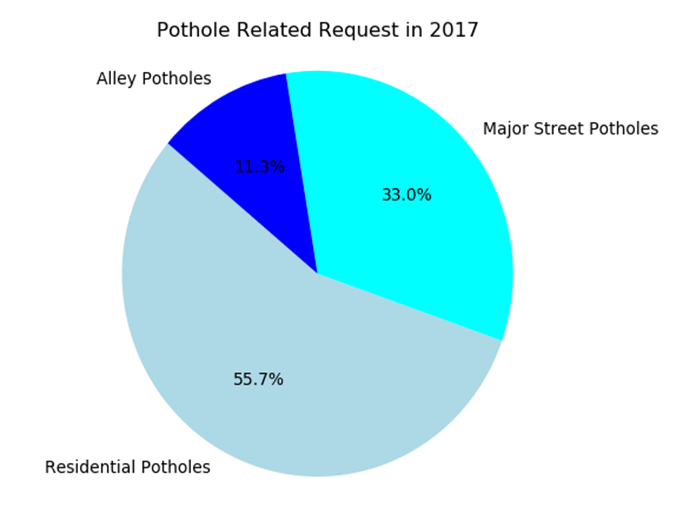 Pothole Related Request in 2017
Alley Potholes
Major Street Potholes
11.3%
33.0%
55.7%
Residential Potholes